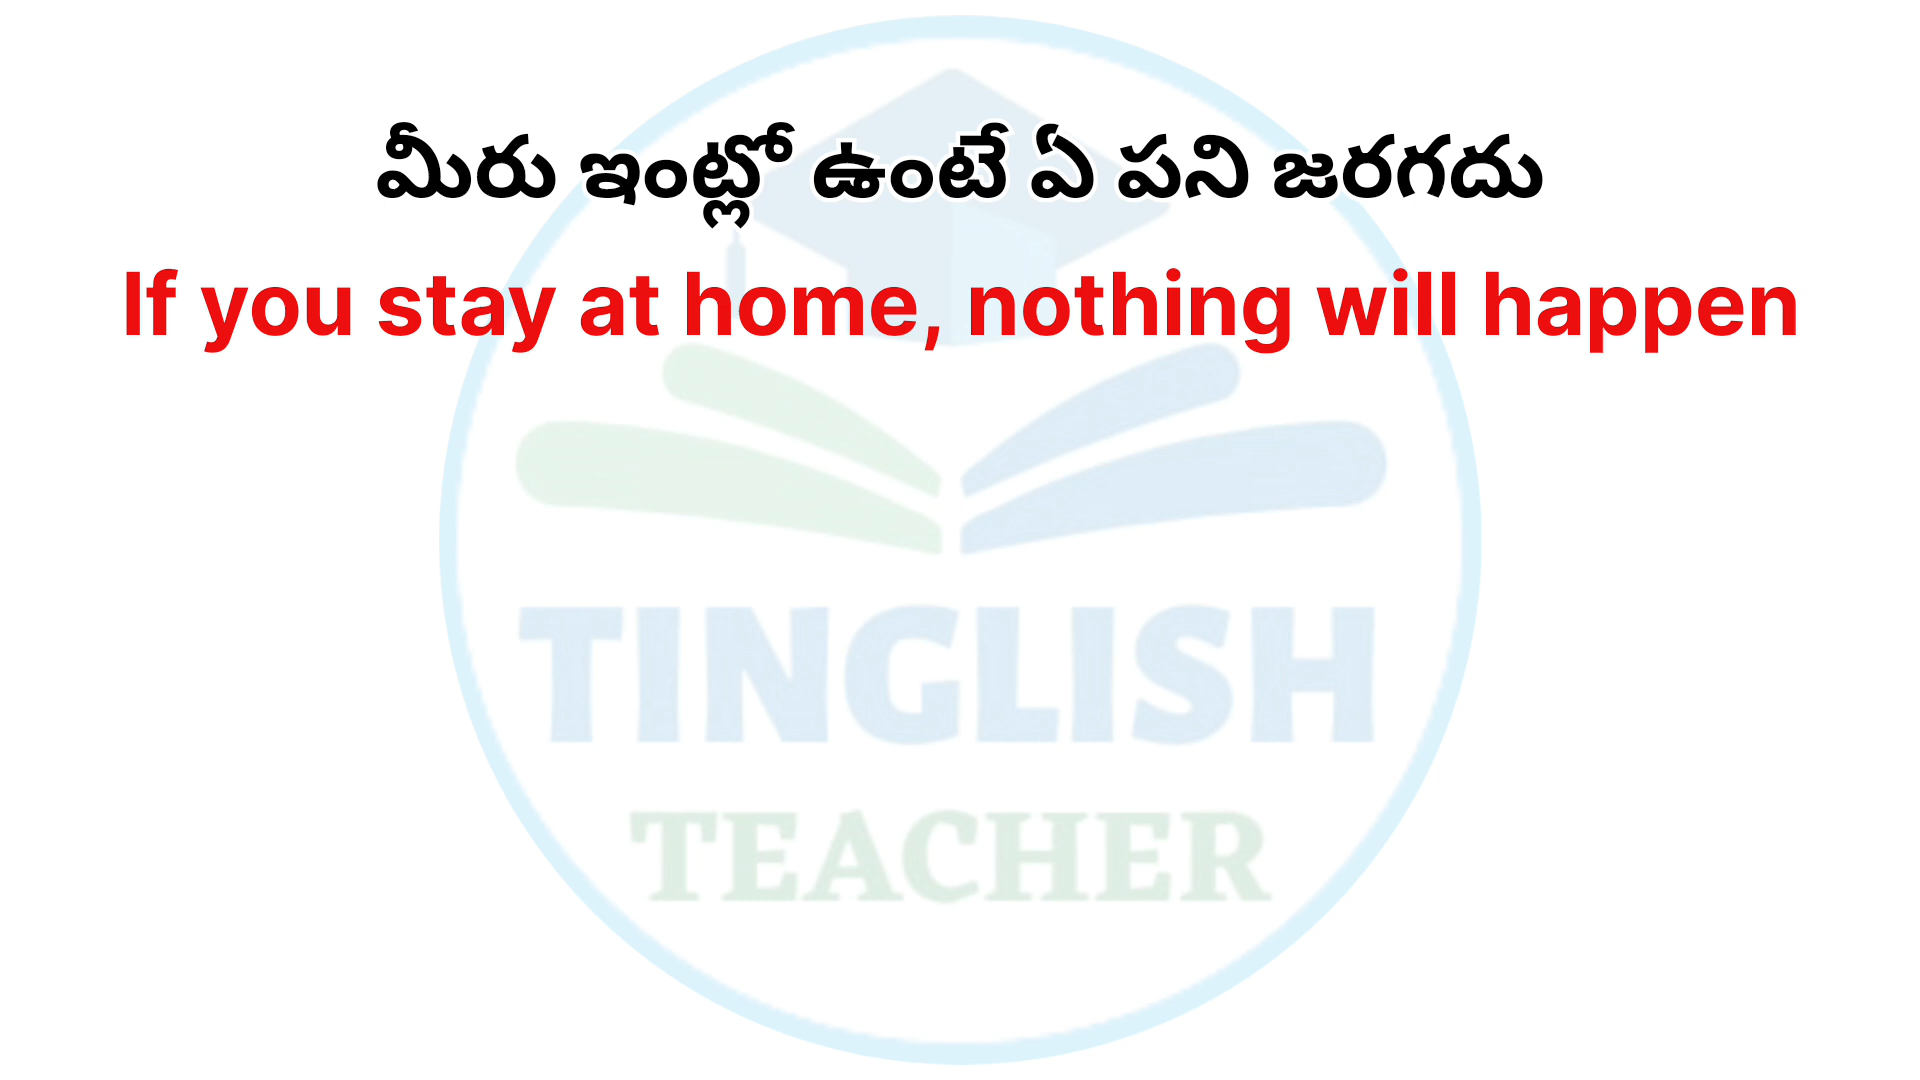 మీరు ఇంట్లో ఉంటే ఏ పని జరగదు
If you stay at home, nothing will happen
TINGLISH
TEACHER